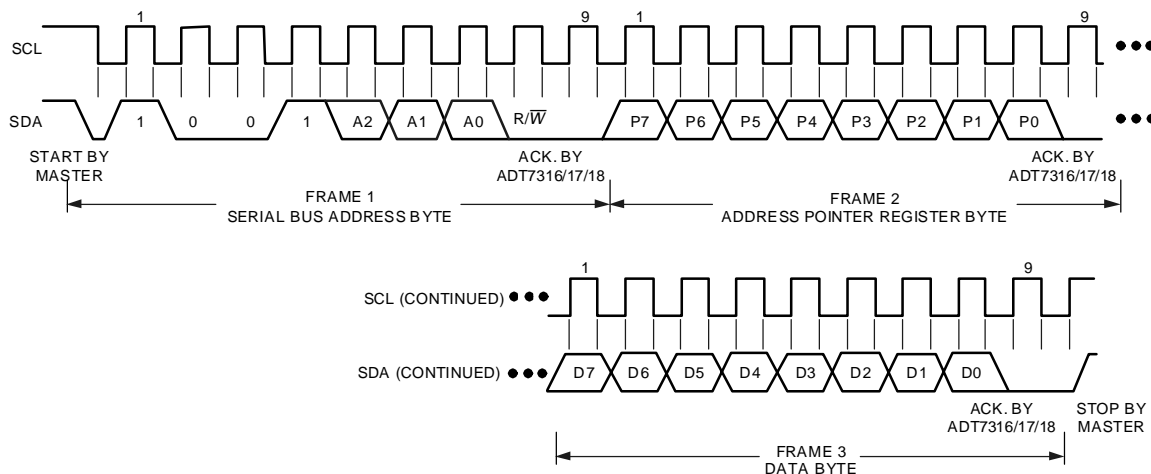 1 9 1 9
SCL
SDA 1 0 0 1 A2 A1 A0 R/W̅ P7 P6 P5 P4 P3 P2 P1 P0
START BY MASTER
ACK. BY ADT7316/17/18
ACK. BY ADT7316/17/18
FRAME 1
SERIAL BUS ADDRESS BYTE
FRAME 2
ADDRESS POINTER REGISTER BYTE
1 9
SCL (CONTINUED)
SDA (CONTINUED) D7 D6 D5 D4 D3 D2 D1 D0
ACK. BY ADT7316/17/18
STOP BY MASTER
FRAME 3
DATA BYTE